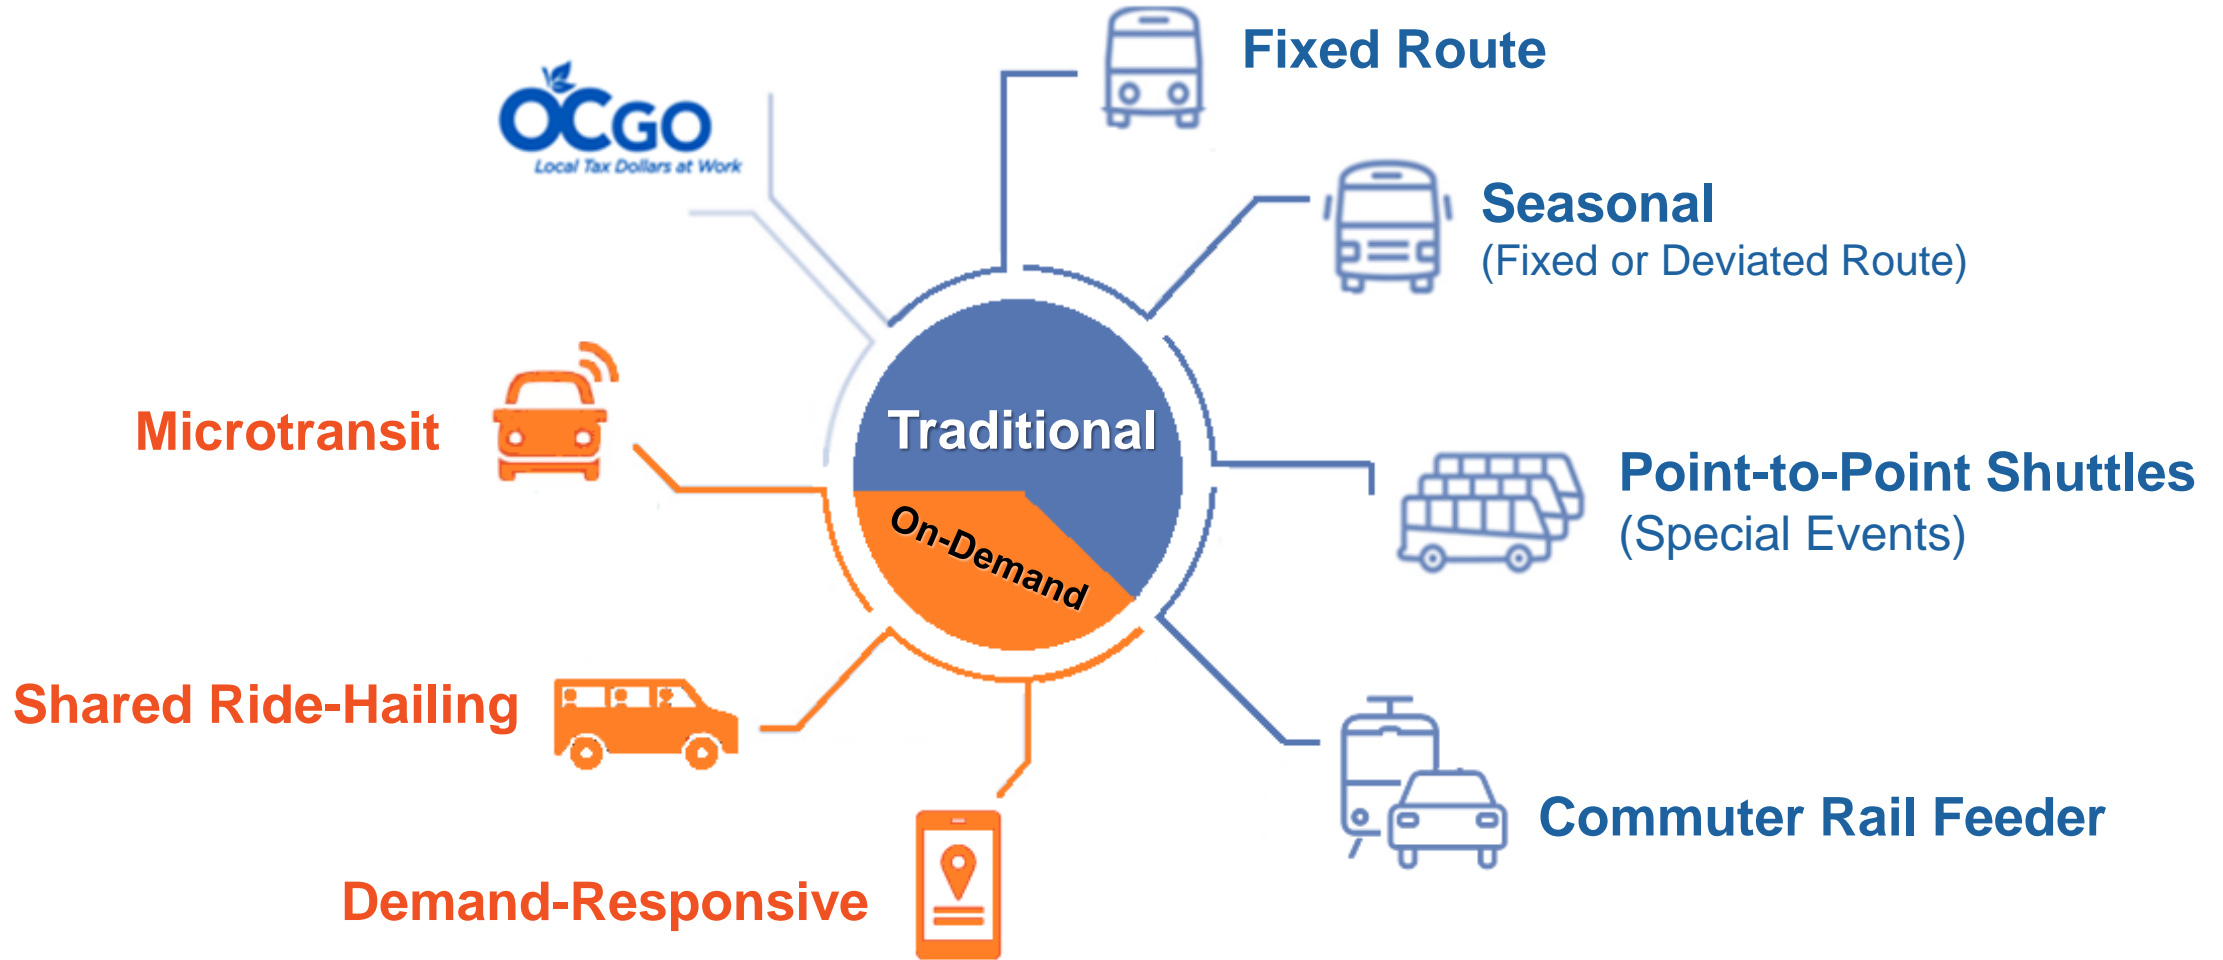 OCGO
Local Tax Dollars at Work
Fixed Route
Seasonal
(Fixed or Deviated Route)
Point-to-Point Shuttles
(Special Events)
Commuter Rail Feeder
Traditional
On-Demand
Microtransit
Shared Ride-Hailing
Demand-Responsive